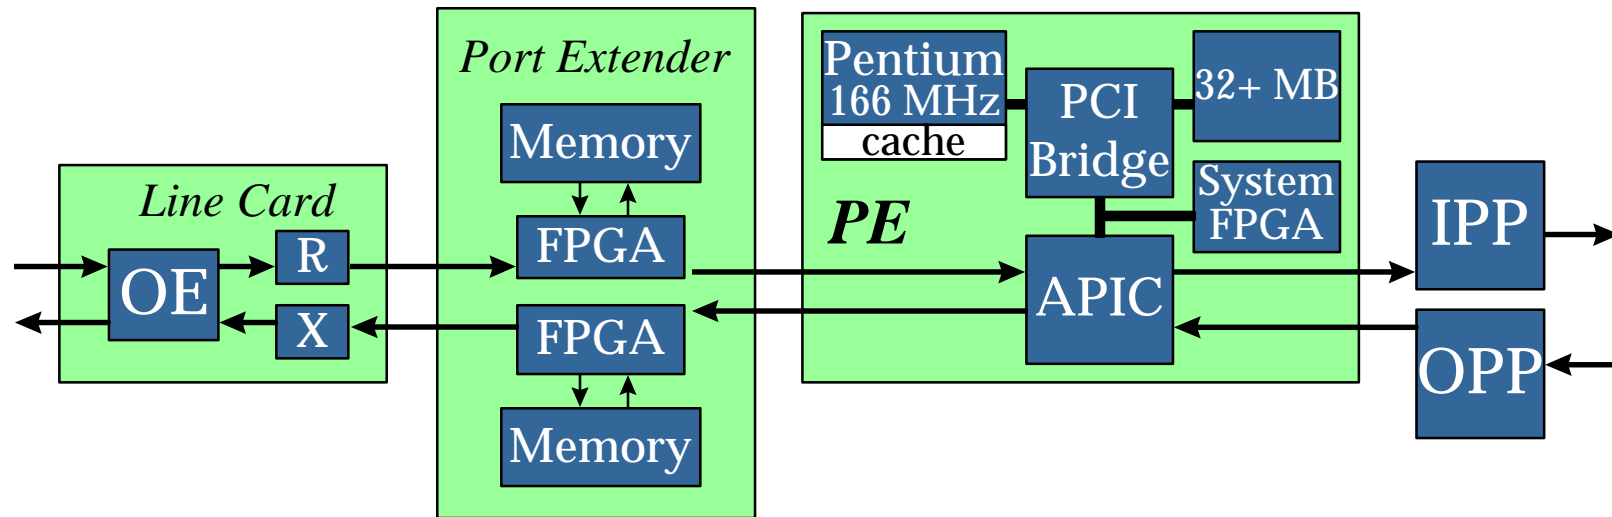 Line Card
OE
R
X
Port Extender
Memory
FPGA
FPGA
Memory
PE
Pentium
166 MHz
cache
PCI
Bridge
32+ MB
System
FPGA
APIC
IPP
OPP